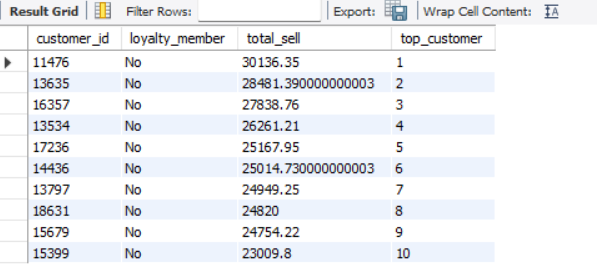 Result Grid Filter Rows: Export: Wrap Cell Content: IA
customer_id loyalty_member total_sell top_customer
11476 No 30136.35 1
13635 No 28481.390000000003 2
16357 No 27838.76 3
13534 No 26261.21 4
17236 No 25167.95 5
14436 No 25014.730000000003 6
13797 No 24949.25 7
18631 No 24820 8
15679 No 24754.22 9
15399 No 23009.8 10